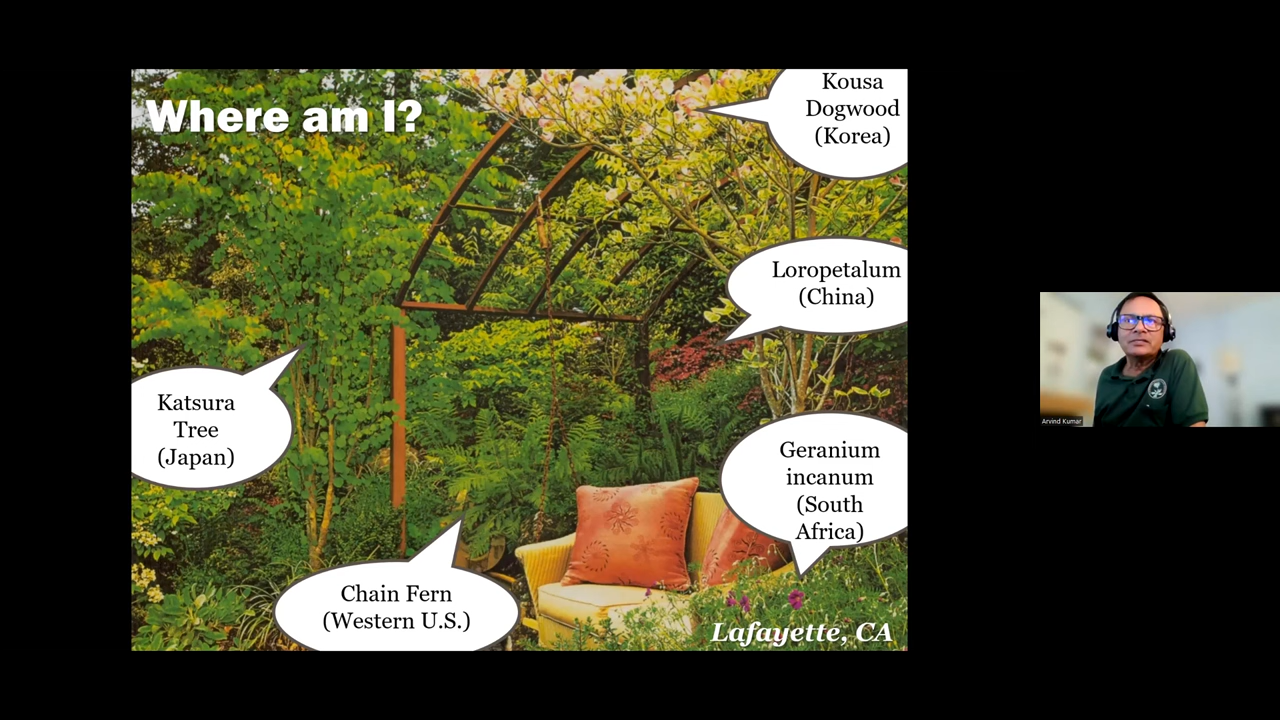 Where am I?
Kousa
Dogwood
(Korea)
Loropetalum
(China)
Katsura
Tree
(Japan)
Geranium
incanum
(South
Africa)
Chain Fern
(Western U.S.)
Lafayette, CA
Arvind Kumar